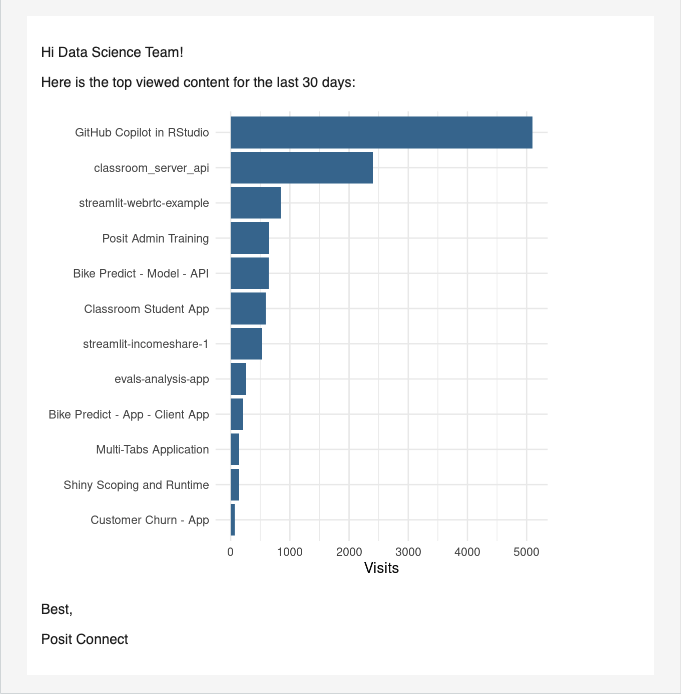 Hi Data Science Team!
Here is the top viewed content for the last 30 days:
GitHub Copilot in RStudio
classroom_server_api
streamlit-webrtc-example
Posit Admin Training
Bike Predict - Model - API
Classroom Student App
streamlit-incomeshare-1
evals-analysis-app
Bike Predict - App - Client App
Multi-Tabs Application
Shiny Scoping and Runtime
Customer Churn - App
0 1000 2000 3000 4000 5000
Visits
Best,
Posit Connect